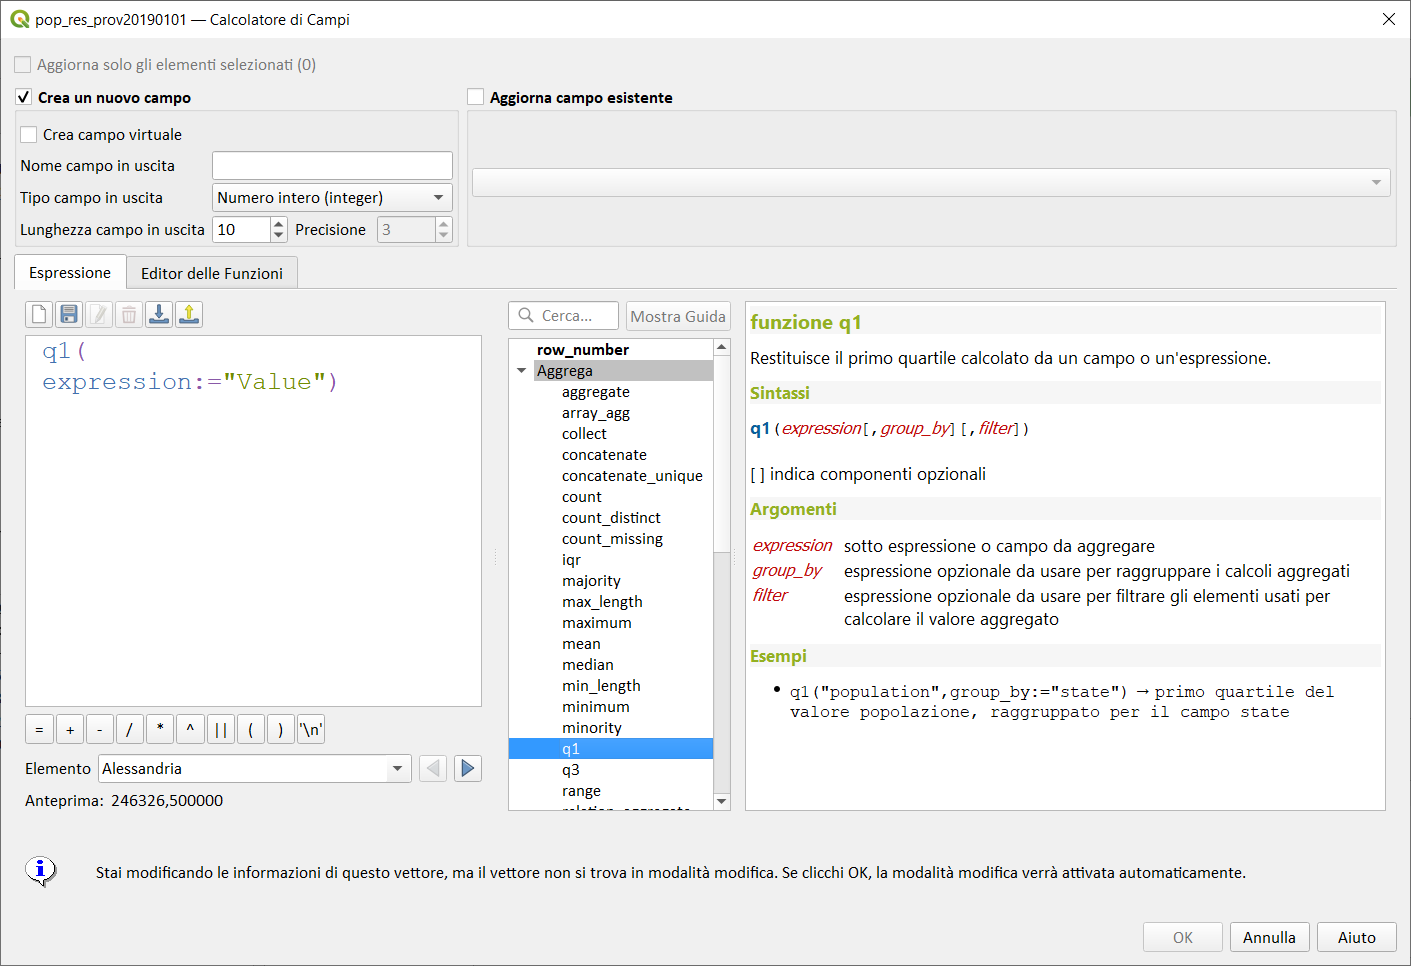 pop_res_prov20190101 — Calcolatore di Campi
Aggiorna solo gli elementi selezionati (0)
Crea un nuovo campo
Aggiorna campo esistente
Crea campo virtuale
Nome campo in uscita
Tipo campo in uscita Numero intero (integer)
Lunghezza campo in uscita 10 Precisione 3
Espressione Editor delle Funzioni
Cerca... Mostra Guida
q1(
expression:="Value")
= + - / * ^ || ( ) '\n'
Elemento Alessandria
Anteprima: 246326,500000
row_number
Aggrega
aggregate
array_agg
collect
concatenate
concatenate_unique
count
count_distinct
count_missing
iqr
majority
max_length
maximum
mean
median
min_length
minimum
minority
q1
q3
range
relation_aggregate
funzione q1
Restituisce il primo quartile calcolato da un campo o un'espressione.
Sintassi
q1(expression[,group_by][,filter])
[ ] indica componenti opzionali
Argomenti
expression sotto espressione o campo da aggregare
group_by espressione opzionale da usare per raggruppare i calcoli aggregati
filter espressione opzionale da usare per filtrare gli elementi usati per
calcolare il valore aggregato
Esempi
• q1("population",group_by:="state") → primo quartile del
valore popolazione, raggruppato per il campo state
Stai modificando le informazioni di questo vettore, ma il vettore non si trova in modalità modifica. Se clicchi OK, la modalità modifica verrà attivata automaticamente.
OK Annulla Aiuto